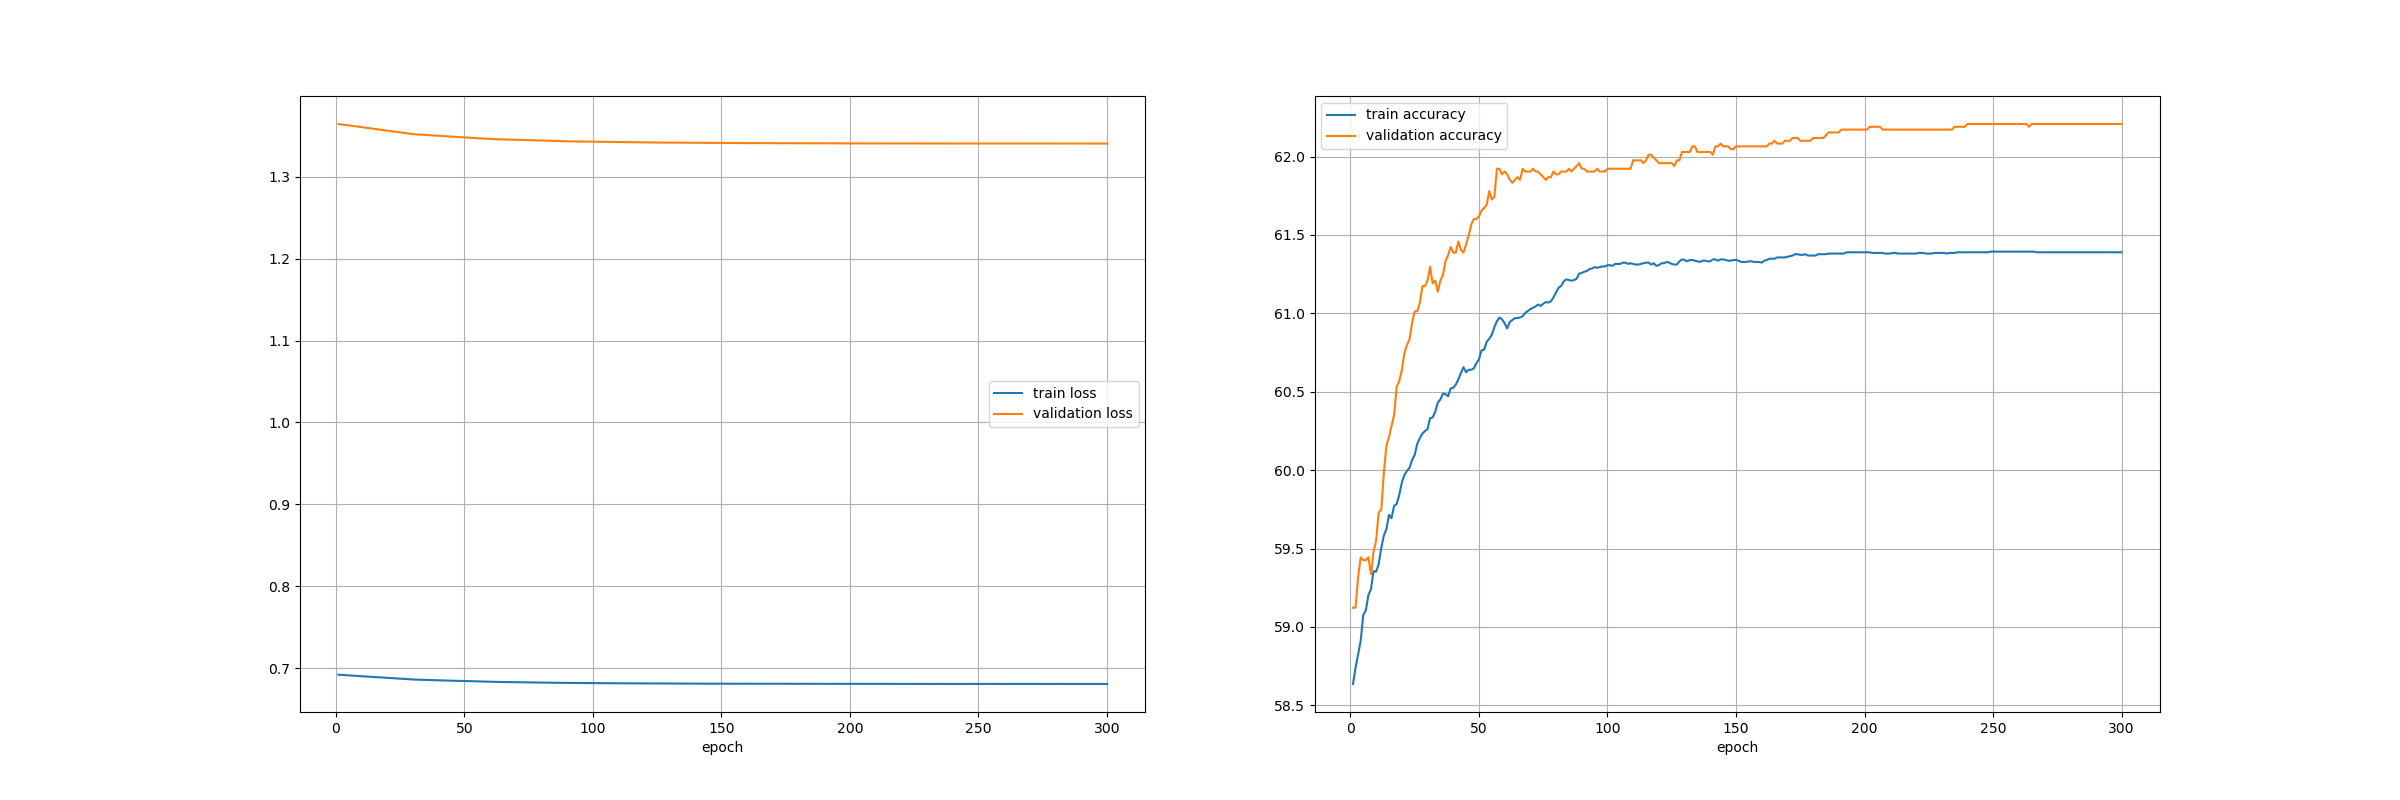 1.3
1.2
1.1
1.0
0.9
0.8
0.7
0 50 100 150 200 250 300
epoch
train loss
validation loss
train accuracy
validation accuracy
62.0
61.5
61.0
60.5
60.0
59.5
59.0
58.5
0 50 100 150 200 250 300
epoch